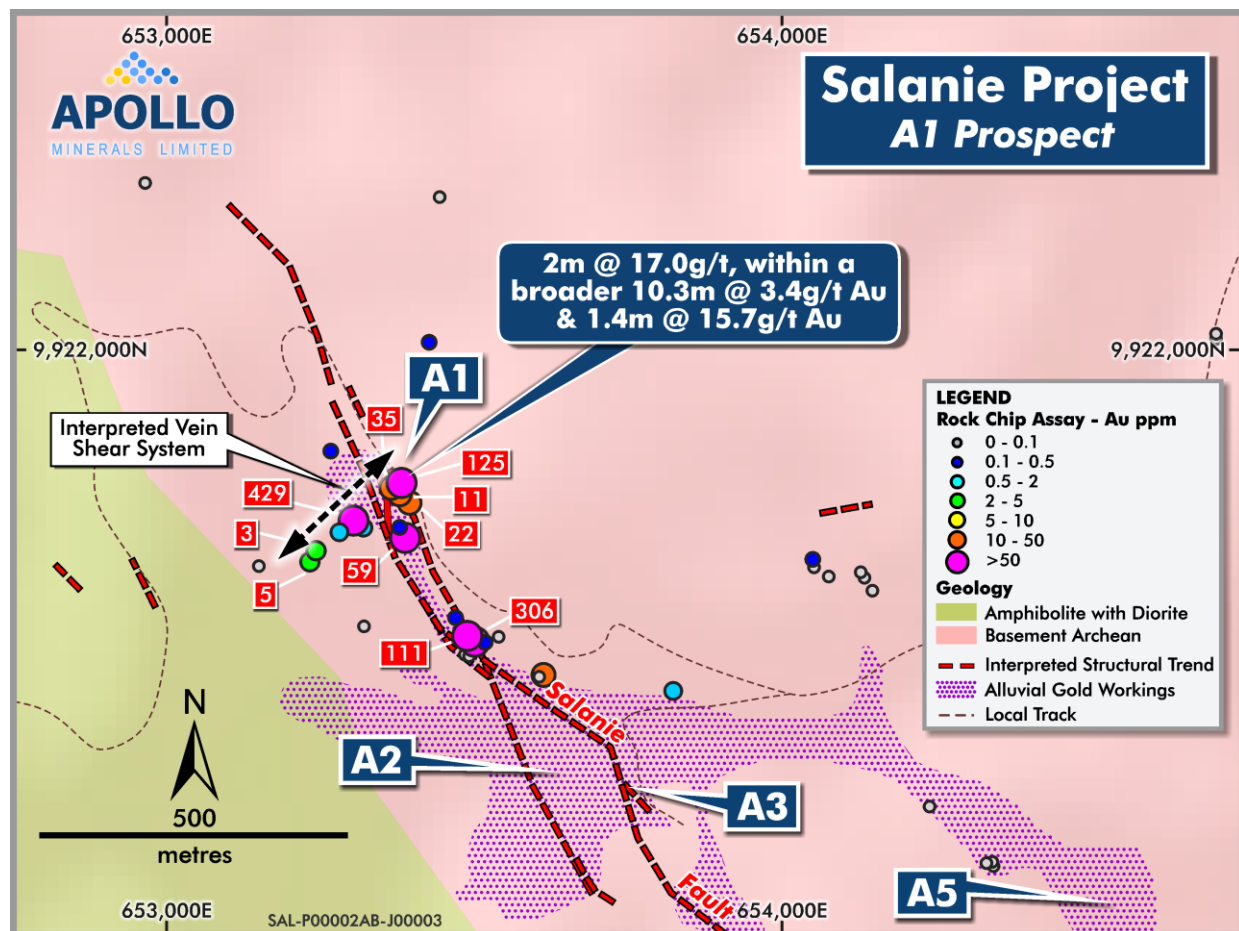 653,000E
654,000E
APOLLO
MINERALS LIMITED
Salanie Project
A1 Prospect
2m @ 17.0g/t, within a
broader 10.3m @ 3.4g/t Au
& 1.4m @ 15.7g/t Au
9,922,000N
9,922,000N
A1
35
Interpreted Vein
Shear System
125
429
11
3
22
59
5
306
111
LEGEND
Rock Chip Assay - Au ppm
0 - 0.1
0.1 - 0.5
0.5 - 2
2 - 5
5 - 10
10 - 50
>50
Geology
Amphibolite with Diorite
Basement Archean
Interpreted Structural Trend
Alluvial Gold Workings
Local Track
Salanie
N
A2
A3
500
metres
Fault
A5
653,000E
SAL-P00002AB-J00003
654,000E